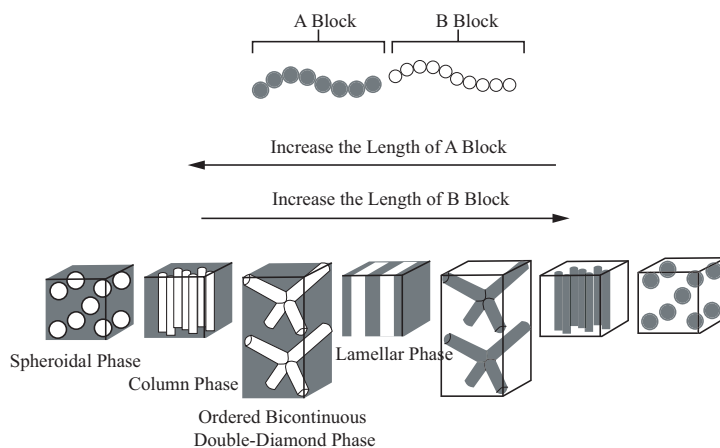 A Block
B Block
Increase the Length of A Block
Increase the Length of B Block
Spheroidal Phase
Column Phase
Ordered Bicontinuous
Double-Diamond Phase
Lamellar Phase